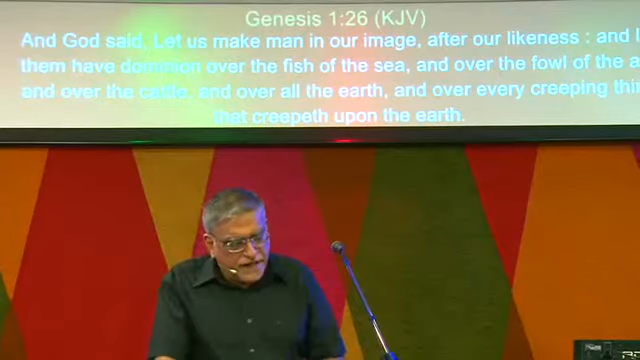 Genesis 1:26 (KJV)
And God said, Let us make man in our image, after our likeness : and l
them have dominion over the fish of the sea, and over the fowl of the a
and over the cattle, and over all the earth, and over every creeping thin
that creepeth upon the earth.